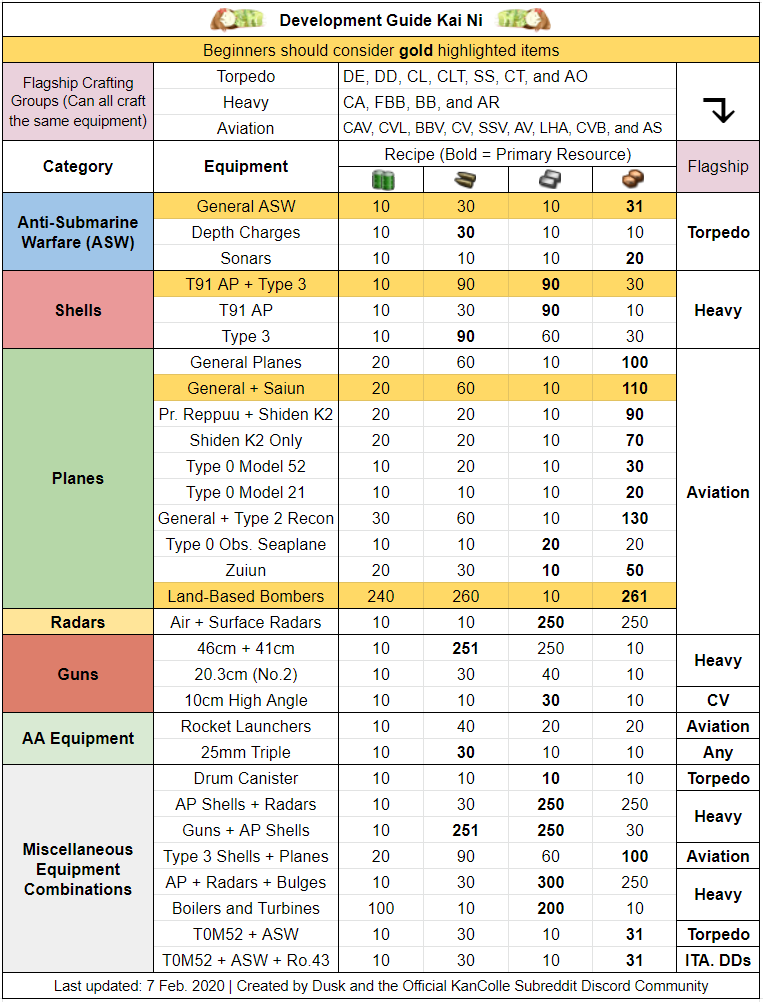 Development Guide Kai Ni
Beginners should consider gold highlighted items
Flagship Crafting Groups (Can all craft the same equipment)
Torpedo DE, DD, CL, CLT, SS, CT, and AO
Heavy CA, FBB, BB, and AR
Aviation CAV, CVL, BBV, CV, SSV, AV, LHA, CVB, and AS
Category Equipment Recipe (Bold = Primary Resource) Flagship
Anti-Submarine Warfare (ASW)
General ASW 10 30 10 31
Depth Charges 10 30 10 10
Sonars 10 10 10 20
Torpedo
Shells
T91 AP + Type 3 10 90 90 30
T91 AP 10 30 90 10
Type 3 10 90 60 30
Heavy
Planes
General Planes 20 60 10 100
General + Saiun 20 60 10 110
Pr. Reppuu + Shiden K2 20 20 10 90
Shiden K2 Only 20 20 10 70
Type 0 Model 52 10 20 10 30
Type 0 Model 21 10 10 10 20
General + Type 2 Recon 30 60 10 130
Type 0 Obs. Seaplane 10 10 20 20
Zuiun 20 30 10 50
Land-Based Bombers 240 260 10 261
Radars Air + Surface Radars 10 10 250 250
Aviation
Guns
46cm + 41cm 10 251 250 10
20.3cm (No.2) 10 30 40 10
Heavy
10cm High Angle 10 10 30 10 CV
AA Equipment
Rocket Launchers 10 40 20 20 Aviation
25mm Triple 10 30 10 10 Any
Miscellaneous Equipment Combinations
Drum Canister 10 10 10 10 Torpedo
AP Shells + Radars 10 30 250 250
Guns + AP Shells 10 251 250 30
Heavy
Type 3 Shells + Planes 20 90 60 100 Aviation
AP + Radars + Bulges 10 30 300 250
Boilers and Turbines 100 10 200 10
Heavy
T0M52 + ASW 10 30 10 31 Torpedo
T0M52 + ASW + Ro.43 10 30 10 31 ITA. DDs
Last updated: 7 Feb. 2020 | Created by Dusk and the Official KanColle Subreddit Discord Community